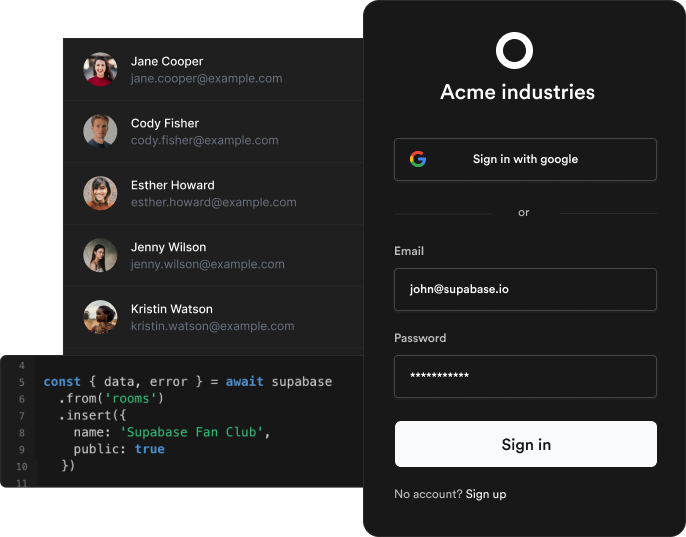 Jane Cooper
jane.cooper@example.com
Cody Fisher
cody.fisher@example.com
Esther Howard
esther.howard@example.com
Jenny Wilson
jenny.wilson@example.com
Kristin Watson
kristin.watson@example.com
4
5 const { data, error } = await supabase
6 .from('rooms')
7 .insert({
8 name: 'Supabase Fan Club',
9 public: true
10 })
11
Acme industries
Sign in with google
or
Email
john@supabase.io
Password
***********
Sign in
No account? Sign up